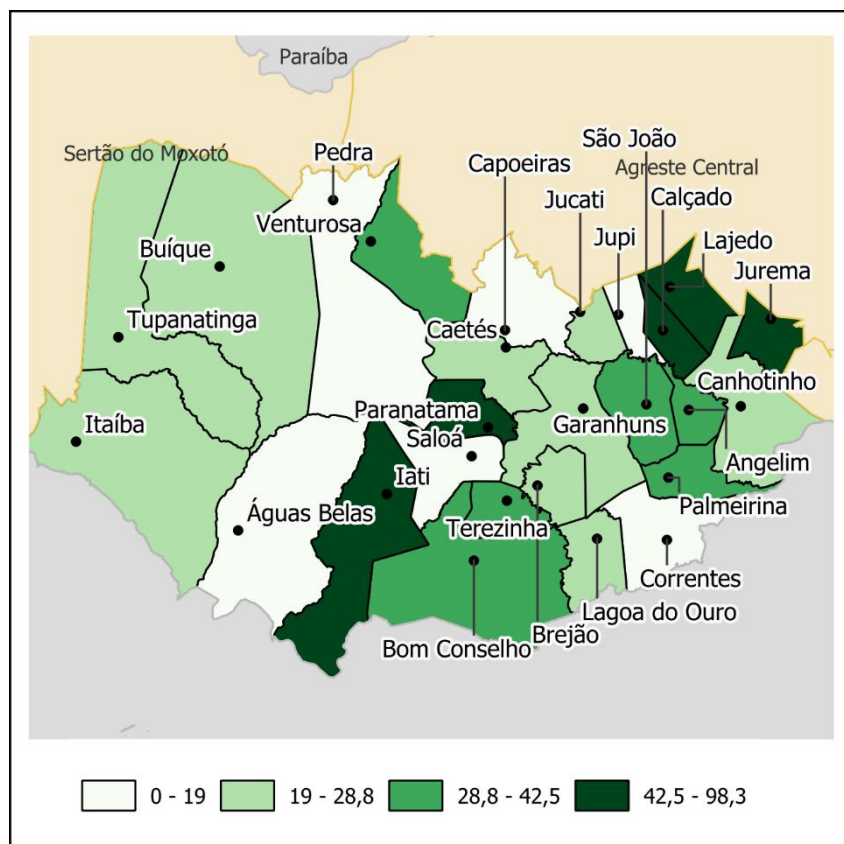 Paraíba
São João
Sertão do Moxotó
Pedra
Capoeiras
Agreste Central
Calçado
Jucati
Lajedo
Venturosa
Jupi
Buíque
Jurema
Tupanatinga
Caetés
Canhotinho
Itaíba
Paranatama
Garanhuns
Saloá
Angelim
Iati
Águas Belas
Terezinha
Palmeirina
Correntes
Lagoa do Ouro
Brejão
Bom Conselho
0 - 19
19 - 28,8
28,8 - 42,5
42,5 - 98,3